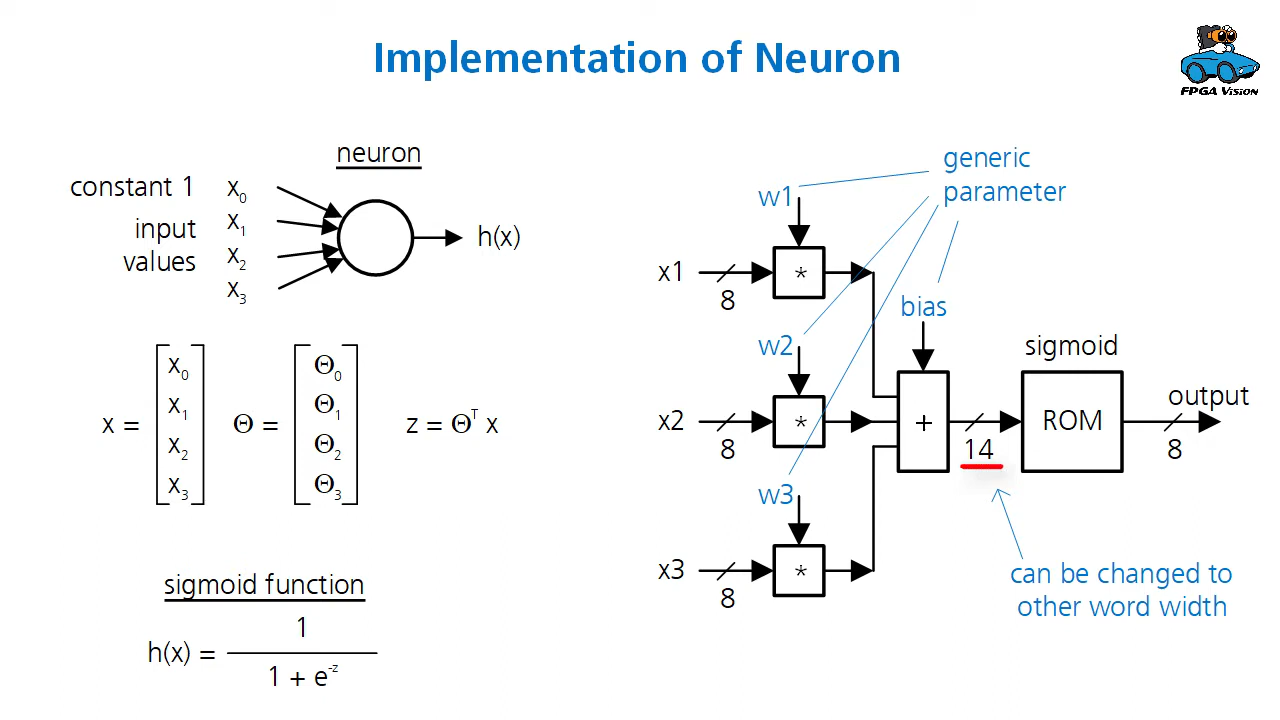 Implementation of Neuron
FPGA VISION
neuron
constant 1
input
values
x0
x1
x2
x3
h(x)
x =
x0
x1
x2
x3
Θ =
Θ0
Θ1
Θ2
Θ3
z = Θ^T x
sigmoid function
h(x) =
1
1 + e^-z
generic
parameter
w1
x1
8
*
bias
w2
x2
8
*
+
14
sigmoid
ROM
output
8
w3
x3
8
*
can be changed to
other word width